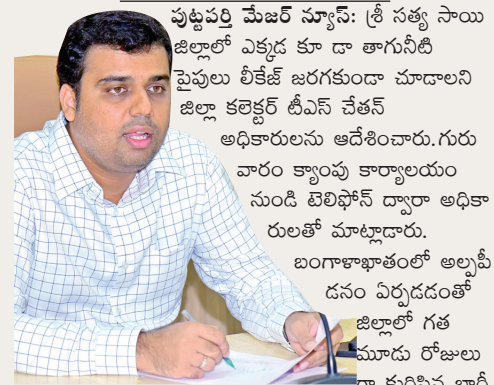 పుట్టపర్తి మేజర్ న్యూస్: శ్రీ సత్య సాయి
జిల్లాలో ఎక్కడ కూ డా తాగునీటి
పైపులు లీకేజ్ జరగకుండా చూడాలని
జిల్లా కలెక్టర్ టీఎస్ చేతన్
అధికారులను ఆదేశించారు.గురు
వారం క్యాంపు కార్యాలయం
నుండి టెలిఫోన్ ద్వారా అధికా
రులతో మాట్లాడారు.
బంగాళాఖాతంలో అల్పపీ
డనం ఏర్పడడంతో
జిల్లాలో గత
మూడు రోజులు
గా కురిసిన భారీ